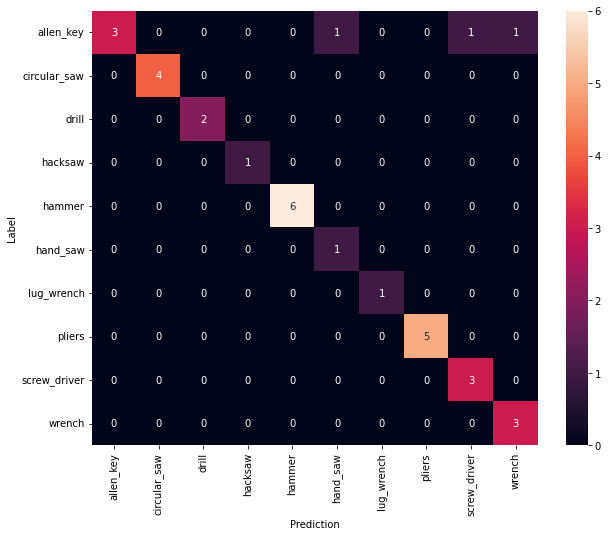 allen_key 3 0 0 0 0 1 0 0 1 1
circular_saw 0 4 0 0 0 0 0 0 0 0
drill 0 0 2 0 0 0 0 0 0 0
hacksaw 0 0 0 1 0 0 0 0 0 0
hammer 0 0 0 0 6 0 0 0 0 0
hand_saw 0 0 0 0 0 1 0 0 0 0
lug_wrench 0 0 0 0 0 0 1 0 0 0
pliers 0 0 0 0 0 0 0 5 0 0
screw_driver 0 0 0 0 0 0 0 0 3 0
wrench 0 0 0 0 0 0 0 0 0 3
Label
allen_key circular_saw drill hacksaw hammer hand_saw lug_wrench pliers screw_driver wrench
Prediction
6
5
4
3
2
1
0